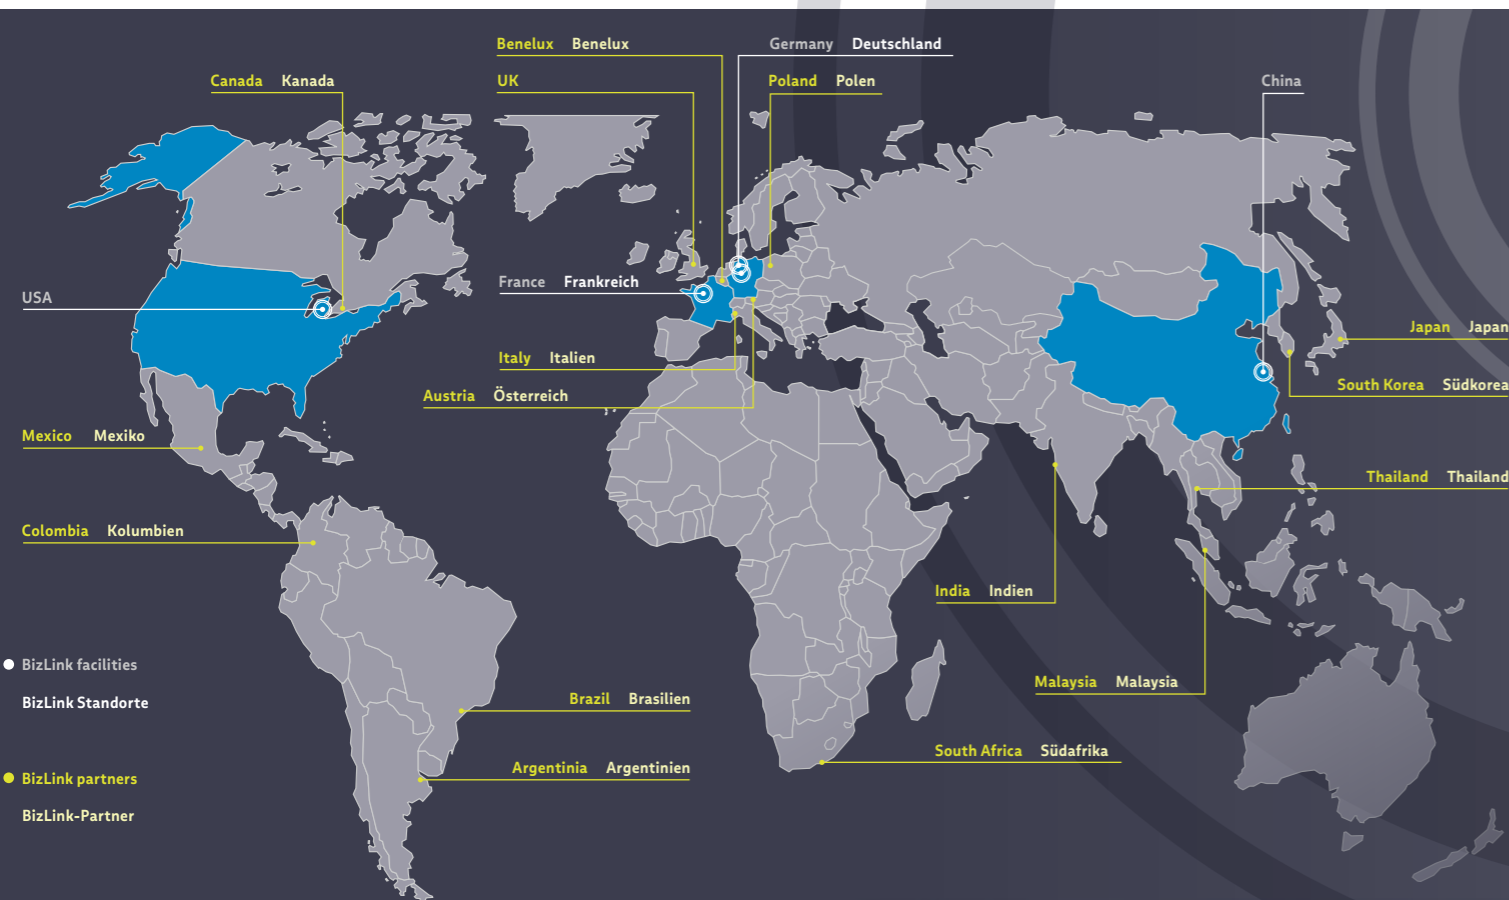 Benelux Benelux
Germany Deutschland
Canada Kanada
UK
Poland Polen
China
France Frankreich
USA
Japan Japan
Italy Italien
South Korea Südkorea
Austria Österreich
Mexico Mexiko
Thailand Thailand
Colombia Kolumbien
India Indien
BizLink facilities
BizLink Standorte
Malaysia Malaysia
Brazil Brasilien
South Africa Südafrika
Argentinia Argentinien
BizLink partners
BizLink-Partner